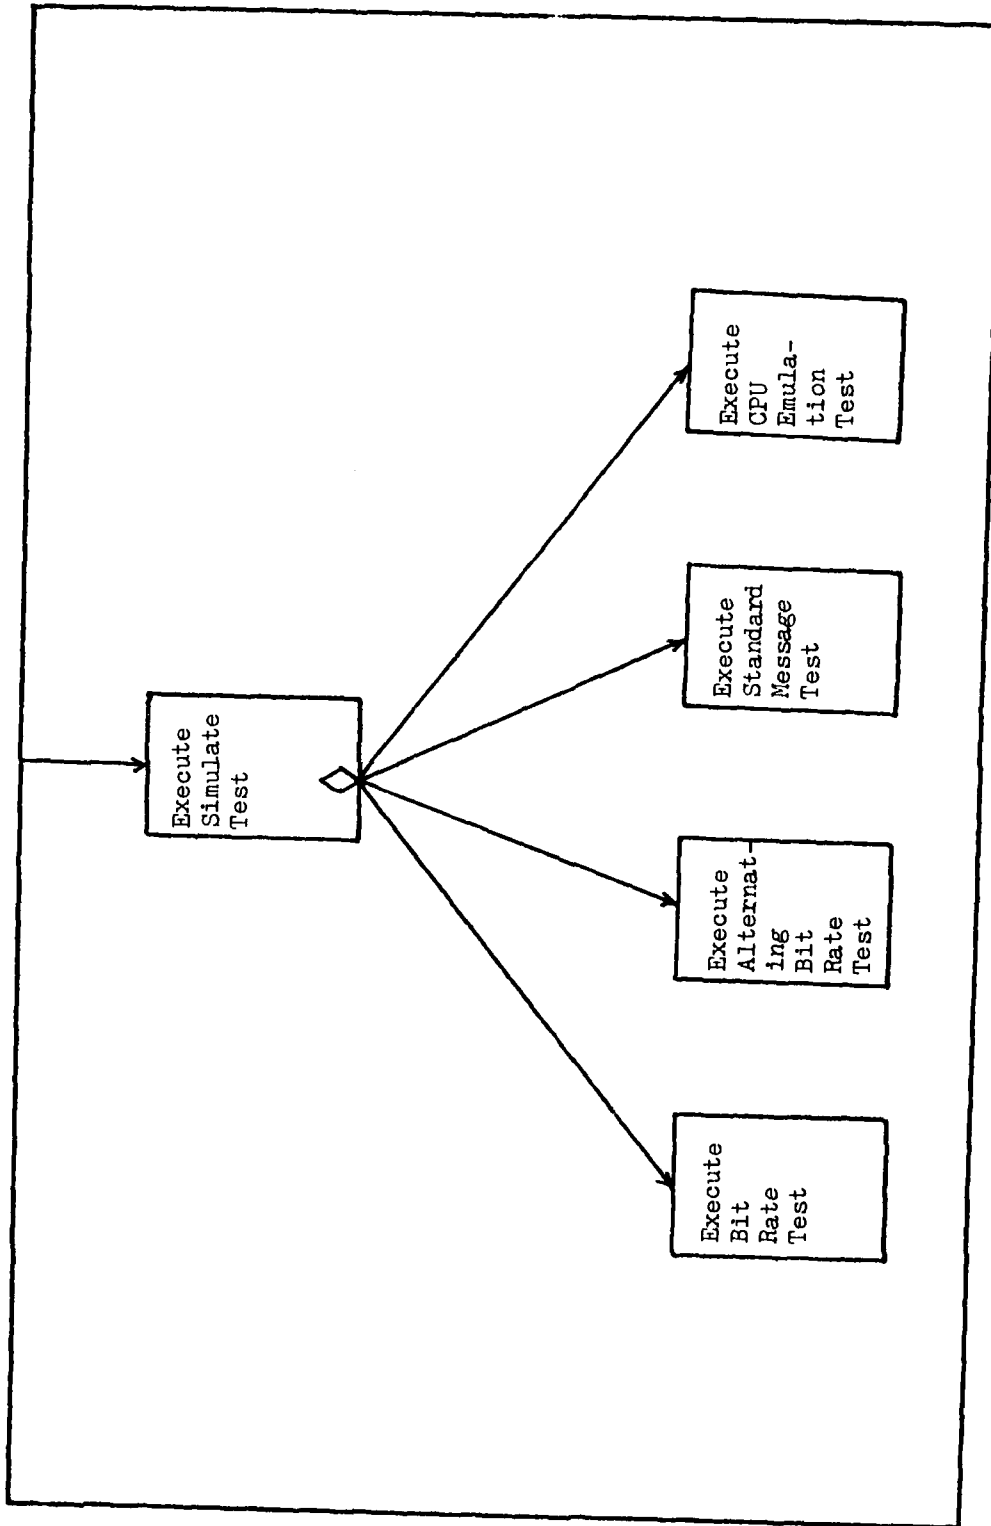 Execute
Simulate
Test
Execute
Bit
Rate
Test
Execute
Alternat-
ing
Bit
Rate
Test
Execute
Standard
Message
Test
Execute
CPU
Emula-
tion
Test